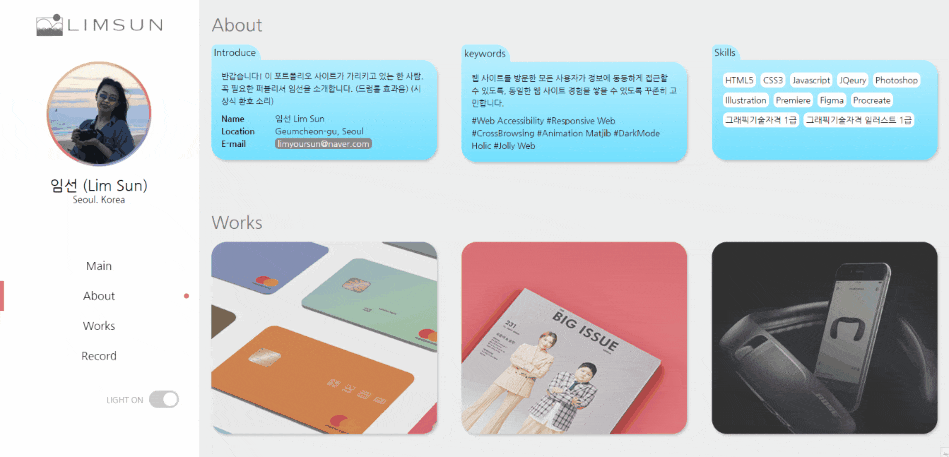 LIMSUN
임선 (Lim Sun)
Seoul. Korea
Main
About
Works
Record
LIGHT ON
About
Introduce
반갑습니다! 이 포트폴리오 사이트가 가리키고 있는 한 사람,
꼭 필요한 퍼블리셔 임선을 소개합니다. (드럼롤 효과음) (시
상식 환호 소리)
Name 임선 Lim Sun
Location Geumcheon-gu, Seoul
E-mail limyoursun@naver.com
keywords
웹 사이트를 방문한 모든 사용자가 정보에 동등하게 접근할
수 있도록, 동일한 웹 사이트 경험을 쌓을 수 있도록 꾸준히 고
민합니다.
#Web Accessibility #Responsive Web
#CrossBrowsing #Animation Matjib #DarkMode
Holic #Jolly Web
Skills
HTML5 CSS3 Javascript JQeury Photoshop
Illustration Premiere Figma Procreate
그래픽기술자격 1급 그래픽기술자격 일러스트 1급
Works
231
BIG ISSUE